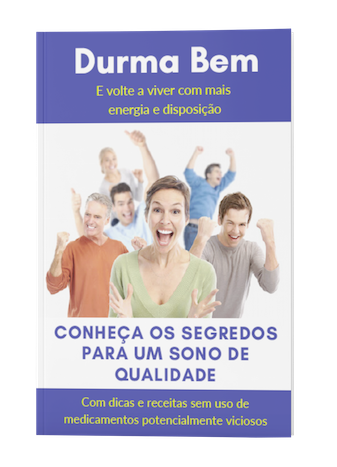 Durma Bem
E volte a viver com mais
energia e disposição
CONHEÇA OS SEGREDOS
PARA UM SONO DE
QUALIDADE
Com dicas e receitas sem uso de
medicamentos potencialmente viciosos